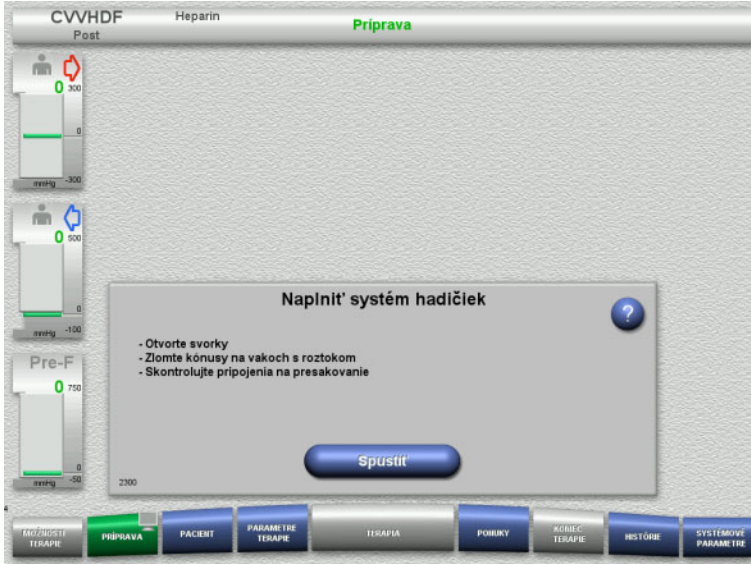 CVVHDF
Heparin
Príprava
Post
0
300
0
-300
mmHg
0
500
0
-100
mmHg
Pre-F
0
750
0
-50
mmHg
Naplniť systém hadičiek
?
- Otvorte svorky
- Zlomte kónusy na vakoch s roztokom
- Skontrolujte pripojenia na presakovanie
Spustiť
2300
4
MOŽNOSTI
TERAPIE
PRÍPRAVA
PACIENT
PARAMETRE
TERAPIE
TERAPIA
PONUKY
KONIEC
TERAPIE
HISTÓRIE
SYSTÉMOVÉ
PARAMETRE